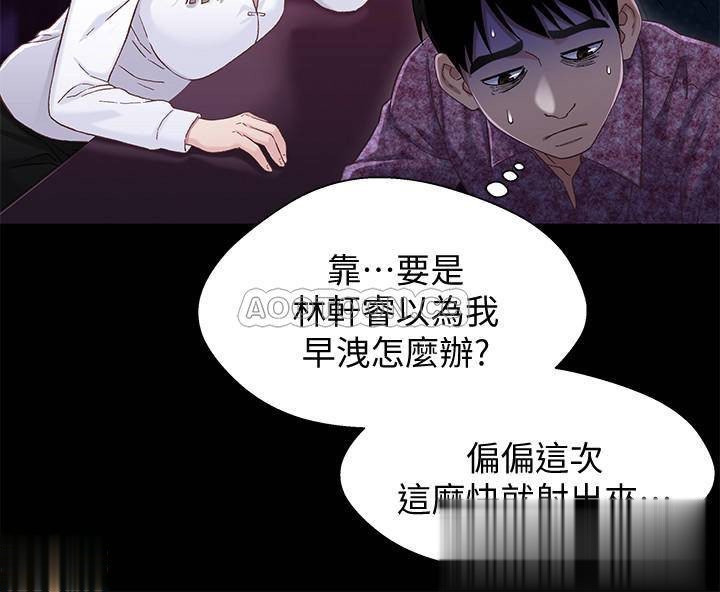 靠…要是
林軒睿以為我
早洩怎麼辦?
偏偏這次
這麼快就射出來…